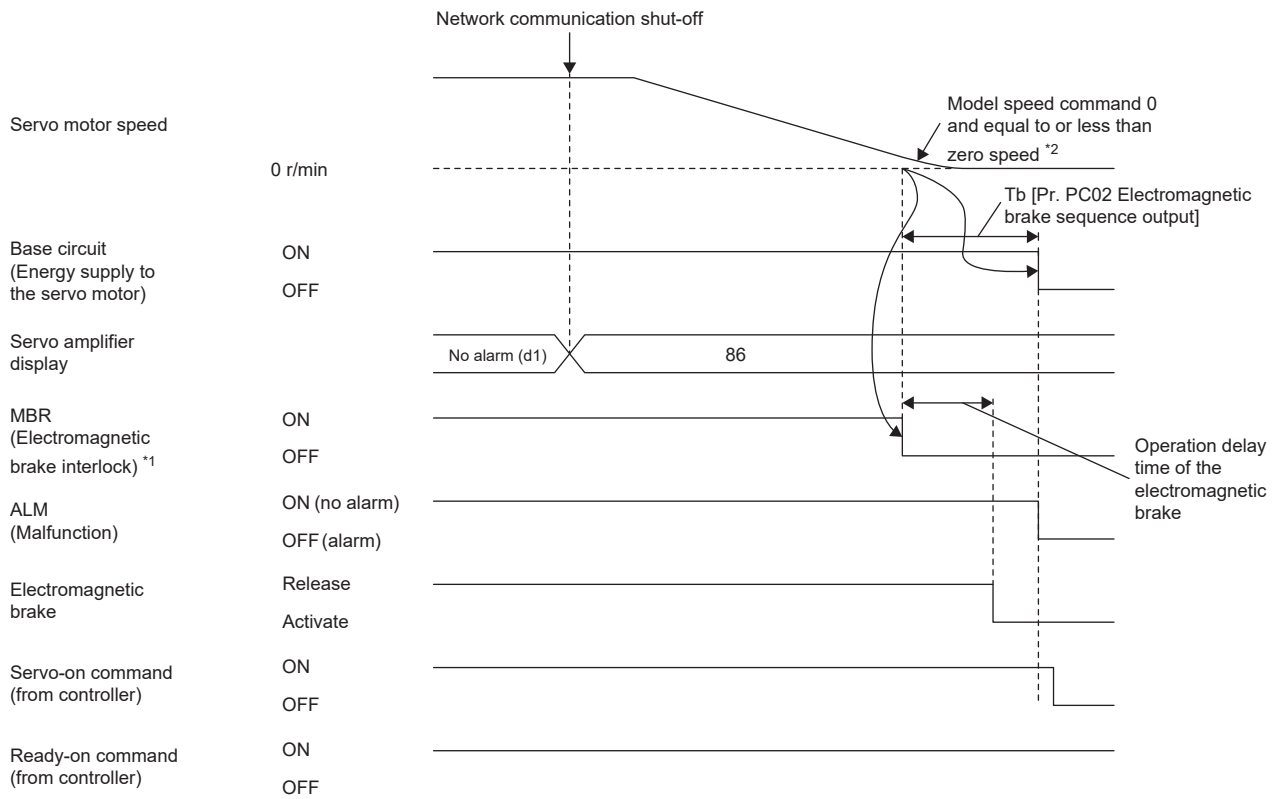 Network communication shut-off
Servo motor speed
0 r/min
Model speed command 0
and equal to or less than
zero speed *2
Tb [Pr. PC02 Electromagnetic
brake sequence output]
Base circuit
(Energy supply to
the servo motor)
ON
OFF
Servo amplifier
display
No alarm (d1)
86
MBR
(Electromagnetic
brake interlock) *1
ON
OFF
Operation delay
time of the
electromagnetic
brake
ALM
(Malfunction)
ON (no alarm)
OFF (alarm)
Electromagnetic
brake
Release
Activate
Servo-on command
(from controller)
ON
OFF
Ready-on command
(from controller)
ON
OFF